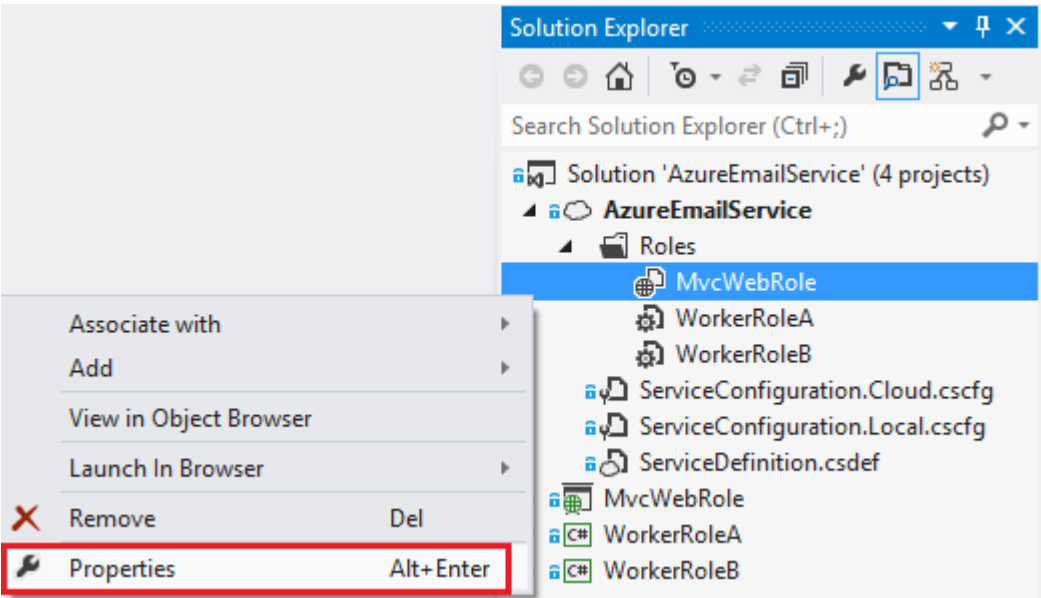 Solution Explorer
Search Solution Explorer (Ctrl+;)
Solution 'AzureEmailService' (4 projects)
AzureEmailService
Roles
MvcWebRole
WorkerRoleA
WorkerRoleB
ServiceConfiguration.Cloud.cscfg
ServiceConfiguration.Local.cscfg
ServiceDefinition.csdef
MvcWebRole
C# WorkerRoleA
C# WorkerRoleB
Associate with
Add
View in Object Browser
Launch In Browser
Remove Del
Properties Alt+Enter